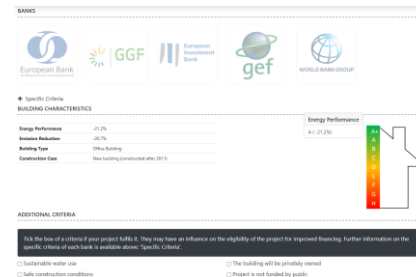 BANKS
European Bank
GGF
European
Investment
Bank
gef
WORLD BANK GROUP
+ Specific Criteria
BUILDING CHARACTERISTICS
Energy Performance -21.2%
Emission Reduction -26.7%
Building Type Office Building
Construction Case New building (constructed after 2011)
Energy Performance
A (-21.2%)
A+
A
B
C
D
E
F
G
H
ADDITIONAL CRITERIA
Tick the box of a criteria if your project fulfils it. They may have an influence on the eligibility of the project for improved financing. Further information on the
specific criteria of each bank is available above: 'Specific Criteria'.
Sustainable water use The building will be privately owned
Safe construction conditions Project is not funded by public